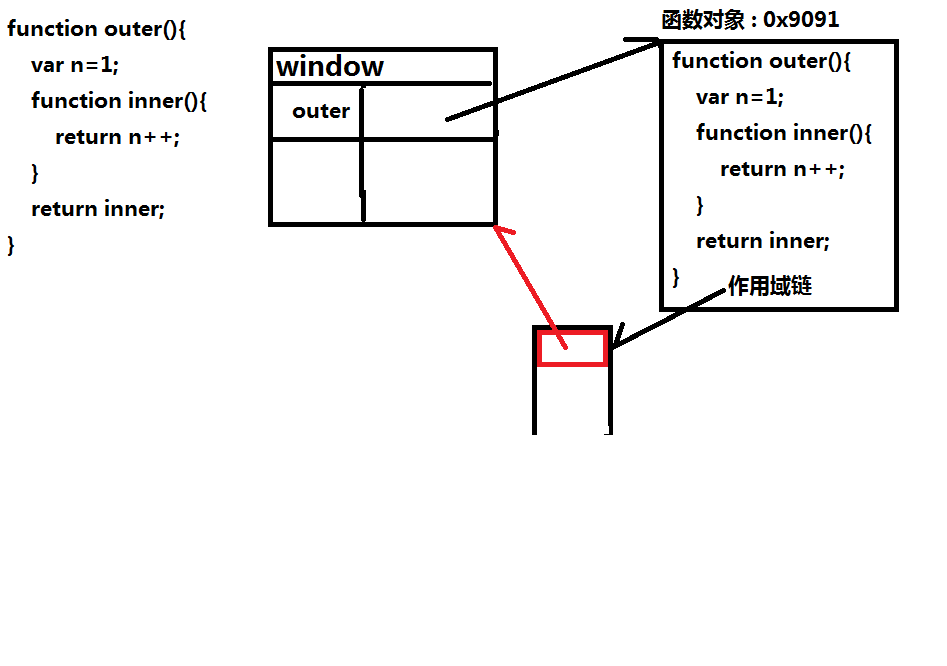 function outer(){
var n=1;
function inner(){
return n++;
}
return inner;
}
window
outer
函数对象：0x9091
function outer(){
var n=1;
function inner(){
return n++;
}
return inner;
}
作用域链